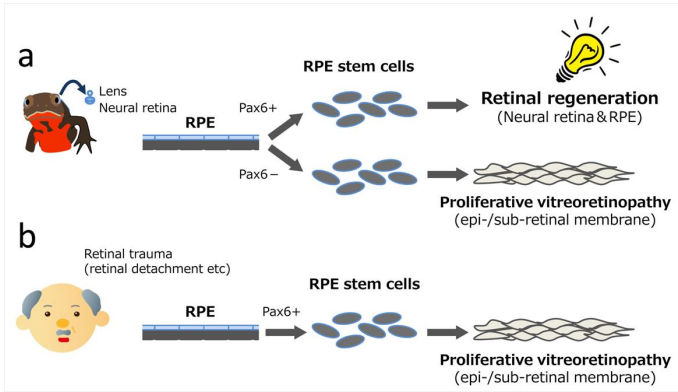 a
Lens
Neural retina
RPE
Pax6+
Pax6−
RPE stem cells
Retinal regeneration
(Neural retina & RPE)
Proliferative vitreoretinopathy
(epi-/sub-retinal membrane)
b
Retinal trauma
(retinal detachment etc)
RPE
Pax6+
RPE stem cells
Proliferative vitreoretinopathy
(epi-/sub-retinal membrane)